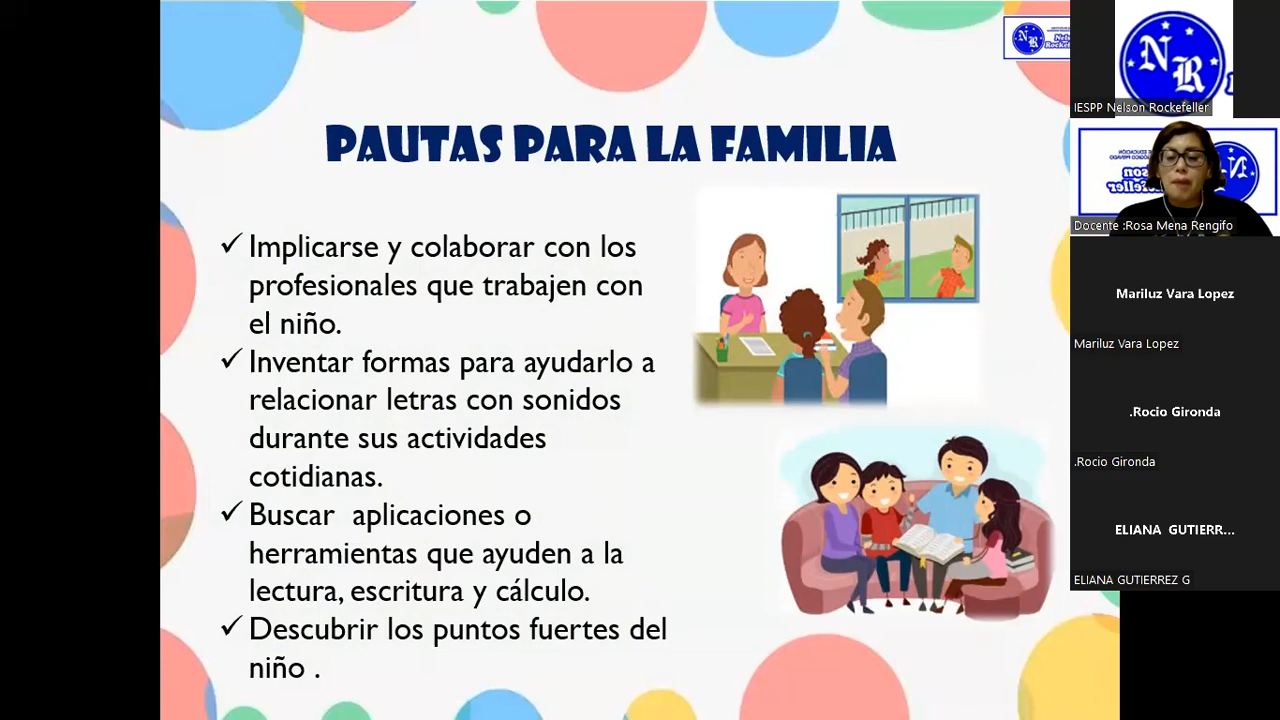 PAUTAS PARA LA FAMILIA
✓ Implicarse y colaborar con los
profesionales que trabajen con
el niño.
✓ Inventar formas para ayudarlo a
relacionar letras con sonidos
durante sus actividades
cotidianas.
✓ Buscar aplicaciones o
herramientas que ayuden a la
lectura, escritura y cálculo.
✓ Descubrir los puntos fuertes del
niño .
NR
NR
IESPP Nelson Rockefeller
Docente :Rosa Mena Rengifo
Mariluz Vara Lopez
Mariluz Vara Lopez
.Rocio Gironda
.Rocio Gironda
ELIANA GUTIERR...
ELIANA GUTIERREZ G